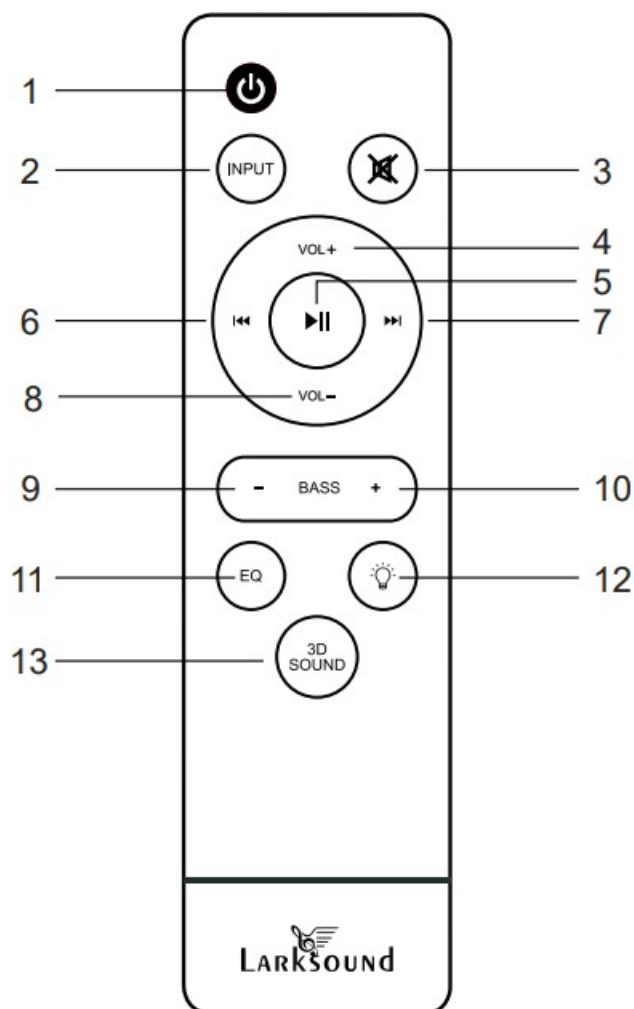 1
2 INPUT 3
VOL+ 4
5
6 7
8 VOL-
9 - BASS + 10
11 EQ 12
13 3D
SOUND
LARKSOUND